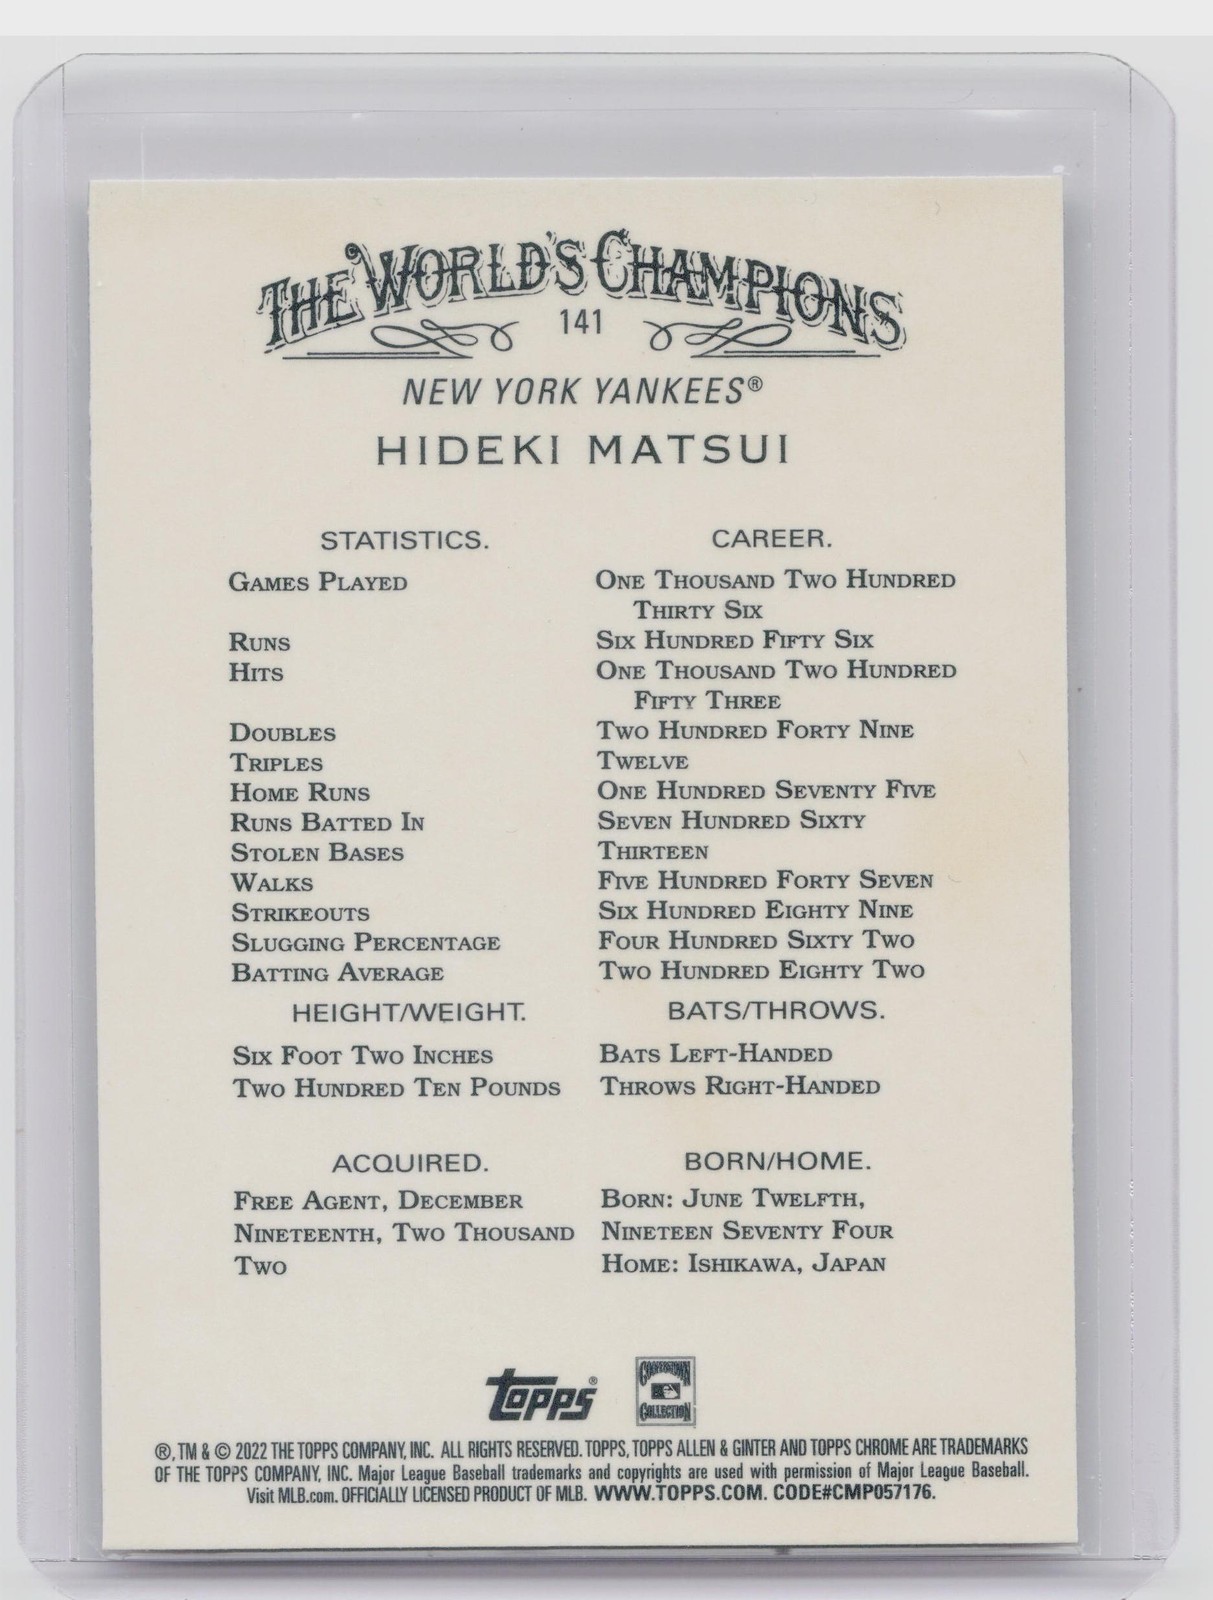 THE WORLD'S CHAMPIONS
141
NEW YORK YANKEES®
HIDEKI MATSUI
STATISTICS. CAREER.
GAMES PLAYED ONE THOUSAND TWO HUNDRED
THIRTY SIX
RUNS SIX HUNDRED FIFTY SIX
HITS ONE THOUSAND TWO HUNDRED
FIFTY THREE
DOUBLES TWO HUNDRED FORTY NINE
TRIPLES TWELVE
HOME RUNS ONE HUNDRED SEVENTY FIVE
RUNS BATTED IN SEVEN HUNDRED SIXTY
STOLEN BASES THIRTEEN
WALKS FIVE HUNDRED FORTY SEVEN
STRIKEOUTS SIX HUNDRED EIGHTY NINE
SLUGGING PERCENTAGE FOUR HUNDRED SIXTY TWO
BATTING AVERAGE TWO HUNDRED EIGHTY TWO
HEIGHT/WEIGHT. BATS/THROWS.
SIX FOOT TWO INCHES BATS LEFT-HANDED
TWO HUNDRED TEN POUNDS THROWS RIGHT-HANDED
ACQUIRED. BORN/HOME.
FREE AGENT, DECEMBER BORN: JUNE TWELFTH,
NINETEENTH, TWO THOUSAND NINETEEN SEVENTY FOUR
TWO HOME: ISHIKAWA, JAPAN
topps® COOPERSTOWN
COLLECTION
®, TM & © 2022 THE TOPPS COMPANY, INC. ALL RIGHTS RESERVED. TOPPS, TOPPS ALLEN & GINTER AND TOPPS CHROME ARE TRADEMARKS
OF THE TOPPS COMPANY, INC. Major League Baseball trademarks and copyrights are used with permission of Major League Baseball.
Visit MLB.com. OFFICIALLY LICENSED PRODUCT OF MLB. WWW.TOPPS.COM. CODE#CMP057176.